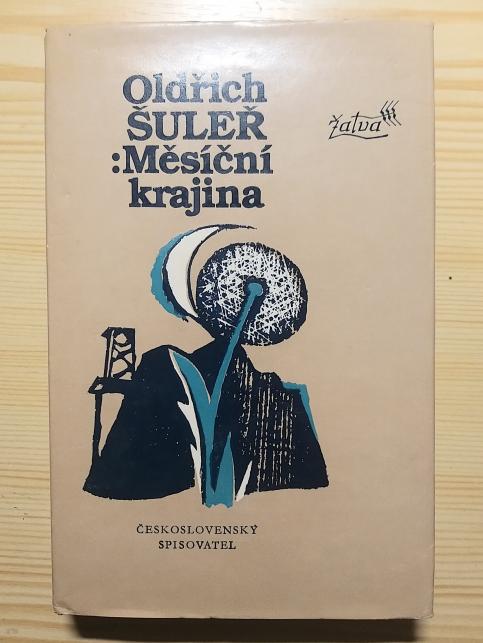 Oldřich
ŠULEŘ
:Měsíční
krajina
žatva
ČESKOSLOVENSKÝ
SPISOVATEL